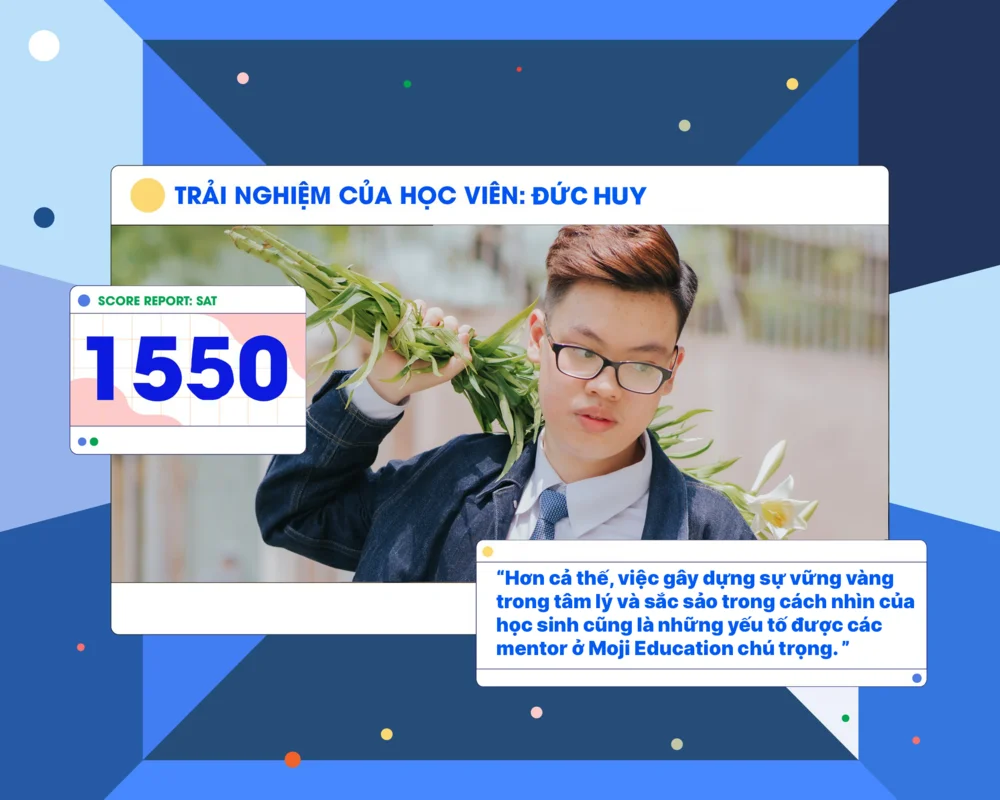 TRẢI NGHIỆM CỦA HỌC VIÊN: ĐỨC HUY
SCORE REPORT: SAT
1550
“Hơn cả thế, việc gây dựng sự vững vàng
trong tâm lý và sắc sảo trong cách nhìn của
học sinh cũng là những yếu tố được các
mentor ở Moji Education chú trọng. ”